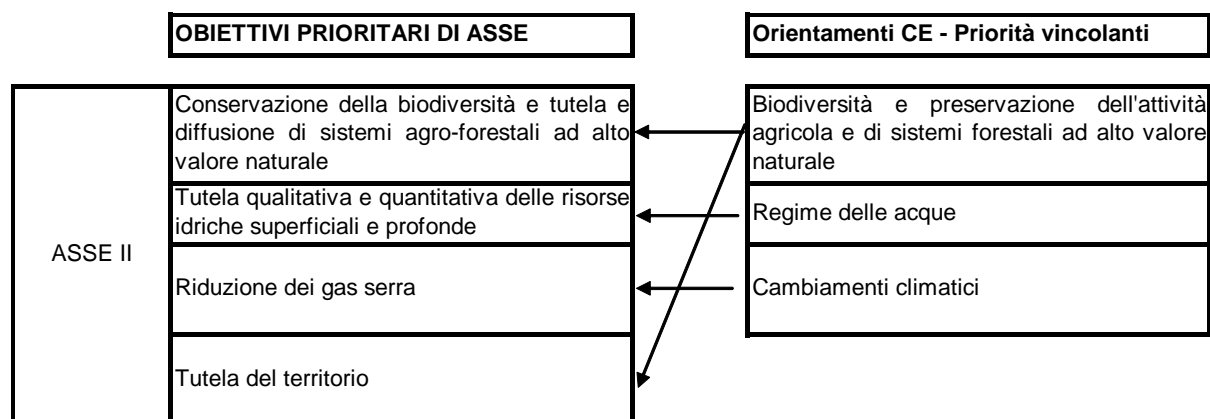 OBIETTIVI PRIORITARI DI ASSE
Orientamenti CE - Priorità vincolanti
ASSE II
Conservazione della biodiversità e tutela e
diffusione di sistemi agro-forestali ad alto
valore naturale
Biodiversità e preservazione dell'attività
agricola e di sistemi forestali ad alto valore
naturale
Tutela qualitativa e quantitativa delle risorse
idriche superficiali e profonde
Regime delle acque
Riduzione dei gas serra
Cambiamenti climatici
Tutela del territorio